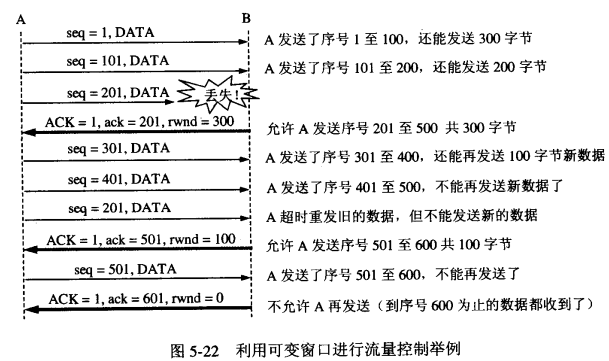 A B
seq = 1, DATA A 发送了序号 1 至 100，还能发送 300 字节
seq = 101, DATA A 发送了序号 101 至 200，还能发送 200 字节
seq = 201, DATA 丢失！
ACK = 1, ack = 201, rwnd = 300 允许 A 发送序号 201 至 500 共 300 字节
seq = 301, DATA A 发送了序号 301 至 400，还能再发送 100 字节新数据
seq = 401, DATA A 发送了序号 401 至 500，不能再发送新数据了
seq = 201, DATA A 超时重发旧的数据，但不能发送新的数据
ACK = 1, ack = 501, rwnd = 100 允许 A 发送序号 501 至 600 共 100 字节
seq = 501, DATA A 发送了序号 501 至 600，不能再发送了
ACK = 1, ack = 601, rwnd = 0 不允许 A 再发送（到序号 600 为止的数据都收到了）
图 5-22 利用可变窗口进行流量控制举例